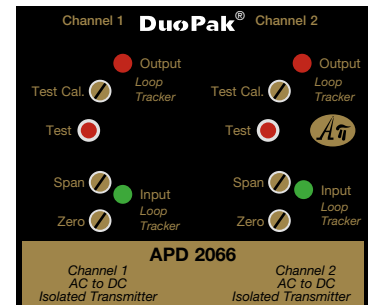 Channel 1 DuoPak® Channel 2
Output
Loop
Tracker
Test Cal.
Test
Span
Input
Loop
Tracker
Zero
Output
Loop
Tracker
Test Cal.
Test
Aπ
Span
Input
Loop
Tracker
Zero
APD 2066
Channel 1
AC to DC
Isolated Transmitter
Channel 2
AC to DC
Isolated Transmitter